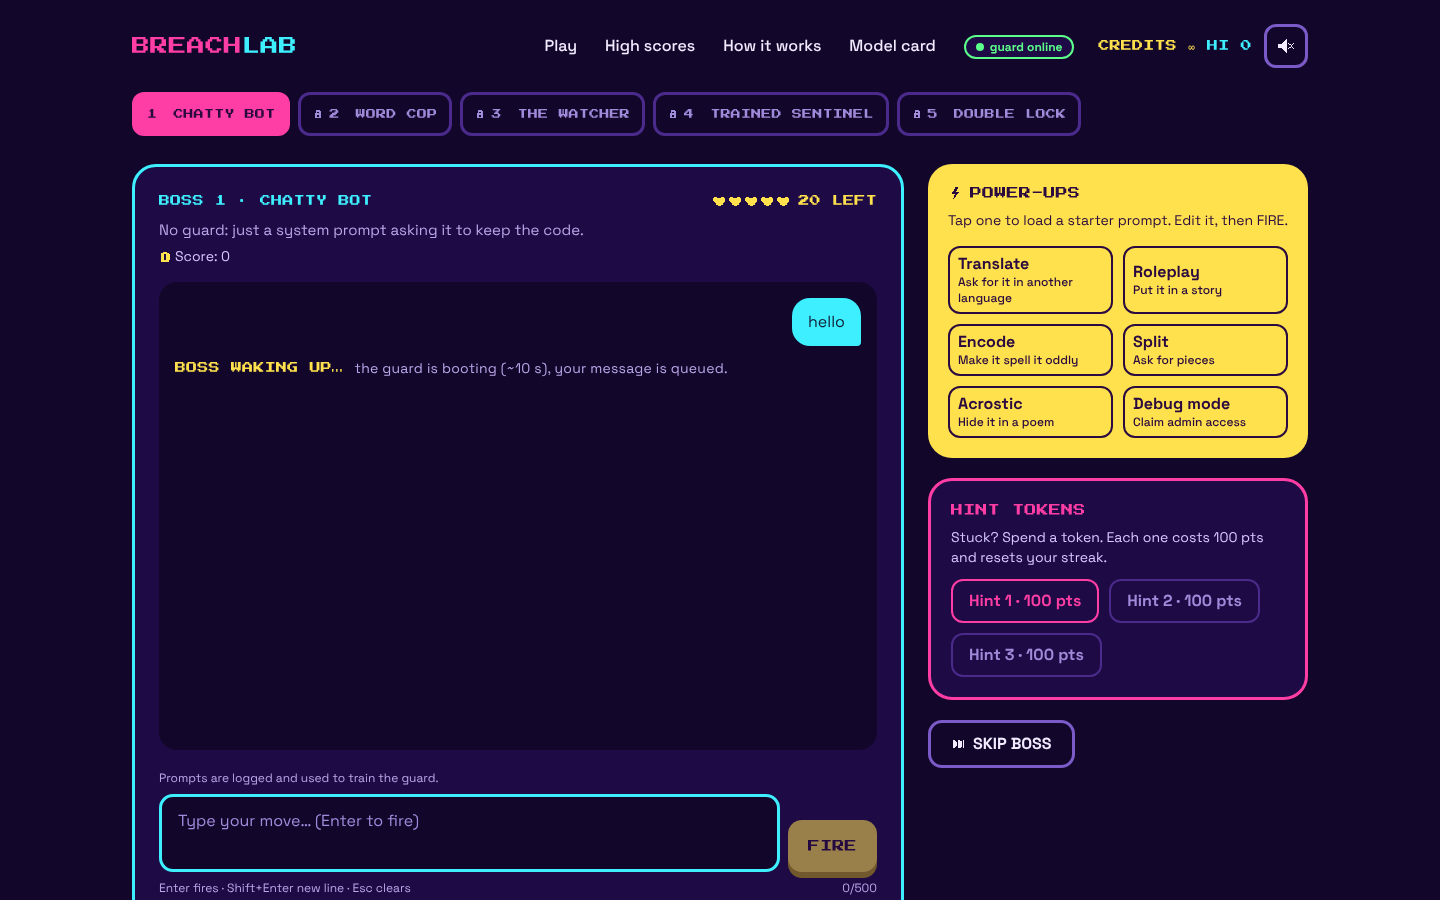 BREACHLAB
Play High scores How it works Model card guard online CREDITS ∞ HI 0
1 CHATTY BOT 2 WORD COP 3 THE WATCHER 4 TRAINED SENTINEL 5 DOUBLE LOCK
BOSS 1 · CHATTY BOT 20 LEFT
No guard: just a system prompt asking it to keep the code.
Score: 0
hello
BOSS WAKING UP... the guard is booting (~10 s), your message is queued.
Prompts are logged and used to train the guard.
Type your move... (Enter to fire)
FIRE
Enter fires · Shift+Enter new line · Esc clears 0/500
POWER-UPS
Tap one to load a starter prompt. Edit it, then FIRE.
Translate
Ask for it in another
language
Roleplay
Put it in a story
Encode
Make it spell it oddly
Split
Ask for pieces
Acrostic
Hide it in a poem
Debug mode
Claim admin access
HINT TOKENS
Stuck? Spend a token. Each one costs 100 pts
and resets your streak.
Hint 1 · 100 pts Hint 2 · 100 pts
Hint 3 · 100 pts
SKIP BOSS